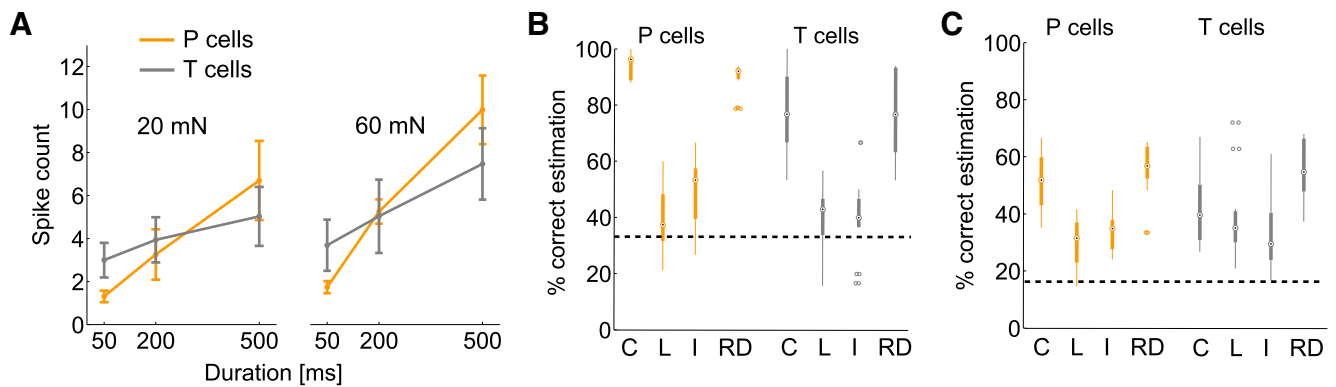 A
P cells
T cells
20 mN
60 mN
Spike count
12
10
8
6
4
2
0
50
200
500
50
200
500
Duration [ms]
B
P cells
T cells
% correct estimation
100
80
60
40
20
0
C L I RD C L I RD
C
P cells
T cells
% correct estimation
100
80
60
40
20
0
C L I RD C L I RD